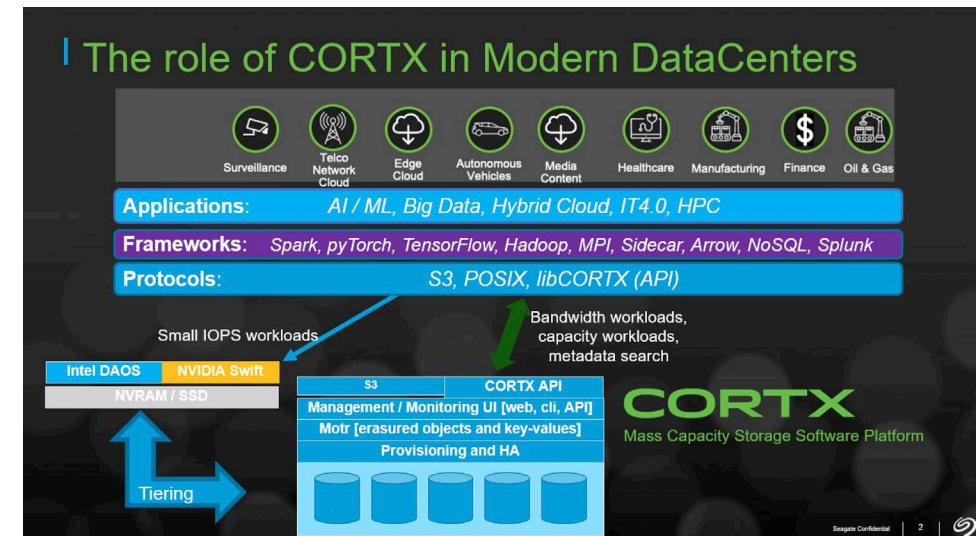 The role of CORTX in Modern DataCenters
Surveillance
Telco
Network
Cloud
Edge
Cloud
Autonomous
Vehicles
Media
Content
Healthcare
Manufacturing
Finance
Oil & Gas
Applications: AI / ML, Big Data, Hybrid Cloud, IT4.0, HPC
Frameworks: Spark, pyTorch, TensorFlow, Hadoop, MPI, Sidecar, Arrow, NoSQL, Splunk
Protocols: S3, POSIX, libCORTX (API)
Small IOPS workloads
Bandwidth workloads,
capacity workloads,
metadata search
Intel DAOS NVIDIA Swift
NVRAM / SSD
Tiering
S3 CORTX API
Management / Monitoring UI [web, cli, API]
Motr [erasured objects and key-values]
Provisioning and HA
CORTX
Mass Capacity Storage Software Platform
Seagate Confidential | 2 |